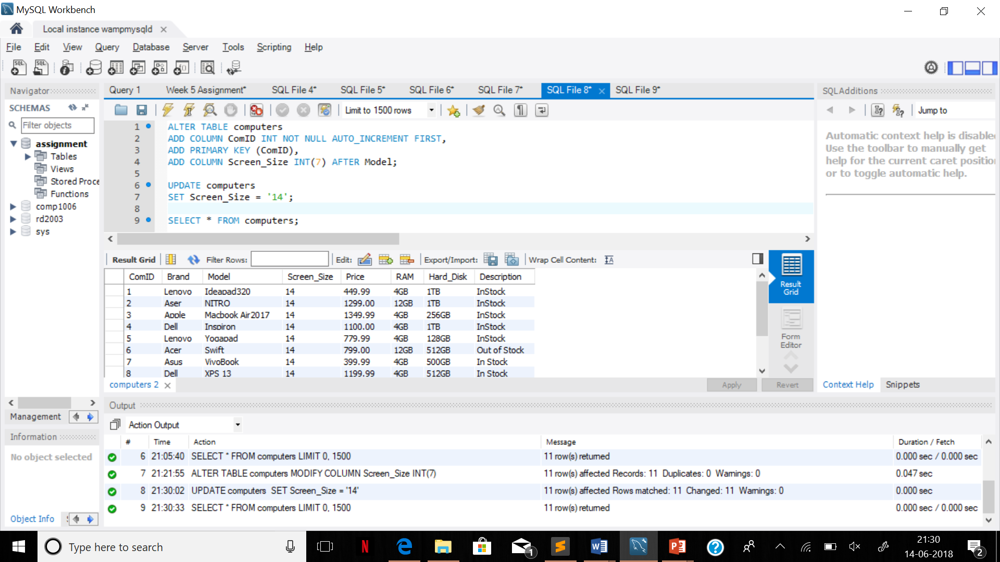 MySQL Workbench
Local instance wampmysqld
File Edit View Query Database Server Tools Scripting Help
Navigator
Query 1 Week 5 Assignment* SQL File 4* SQL File 5* SQL File 6* SQL File 7* SQL File 8* SQL File 9*
SQLAdditions
SCHEMAS
Limit to 1500 rows
Jump to
Filter objects
assignment
Tables
Views
Stored Proce
Functions
comp1006
rd2003
sys
1 ALTER TABLE computers
2 ADD COLUMN ComID INT NOT NULL AUTO_INCREMENT FIRST,
3 ADD PRIMARY KEY (ComID),
4 ADD COLUMN Screen_Size INT(7) AFTER Model;
5
6 UPDATE computers
7 SET Screen_Size = '14';
8
9 SELECT * FROM computers;
Automatic context help is disable
Use the toolbar to manually get
help for the current caret positio
or to toggle automatic help.
Result Grid Filter Rows: Edit: Export/Import: Wrap Cell Content:
ComID Brand Model Screen_Size Price RAM Hard_Disk Description
1 Lenovo Ideapad320 14 449.99 4GB 1TB InStock
2 Aser NITRO 14 1299.00 12GB 1TB InStock
3 Apple Macbook Air2017 14 1349.99 4GB 256GB InStock
4 Dell Inspiron 14 1100.00 4GB 1TB InStock
5 Lenovo Yogapad 14 779.99 4GB 128GB InStock
6 Acer Swift 14 799.00 12GB 512GB Out of Stock
7 Asus VivoBook 14 399.99 4GB 500GB In Stock
8 Dell XPS 13 14 1199.99 4GB 512GB In Stock
Result
Grid
Form
Editor
computers 2
Apply Revert
Context Help Snippets
Management
Information
No object selected
Object Info
Output
Action Output
# Time Action Message Duration / Fetch
6 21:05:40 SELECT * FROM computers LIMIT 0, 1500 11 row(s) returned 0.000 sec / 0.000 sec
7 21:21:55 ALTER TABLE computers MODIFY COLUMN Screen_Size INT(7) 11 row(s) affected Records: 11 Duplicates: 0 Warnings: 0 0.047 sec
8 21:30:02 UPDATE computers SET Screen_Size = '14' 11 row(s) affected Rows matched: 11 Changed: 11 Warnings: 0 0.000 sec
9 21:30:33 SELECT * FROM computers LIMIT 0, 1500 11 row(s) returned 0.000 sec / 0.000 sec
Type here to search
1
21:30
14-06-2018
2